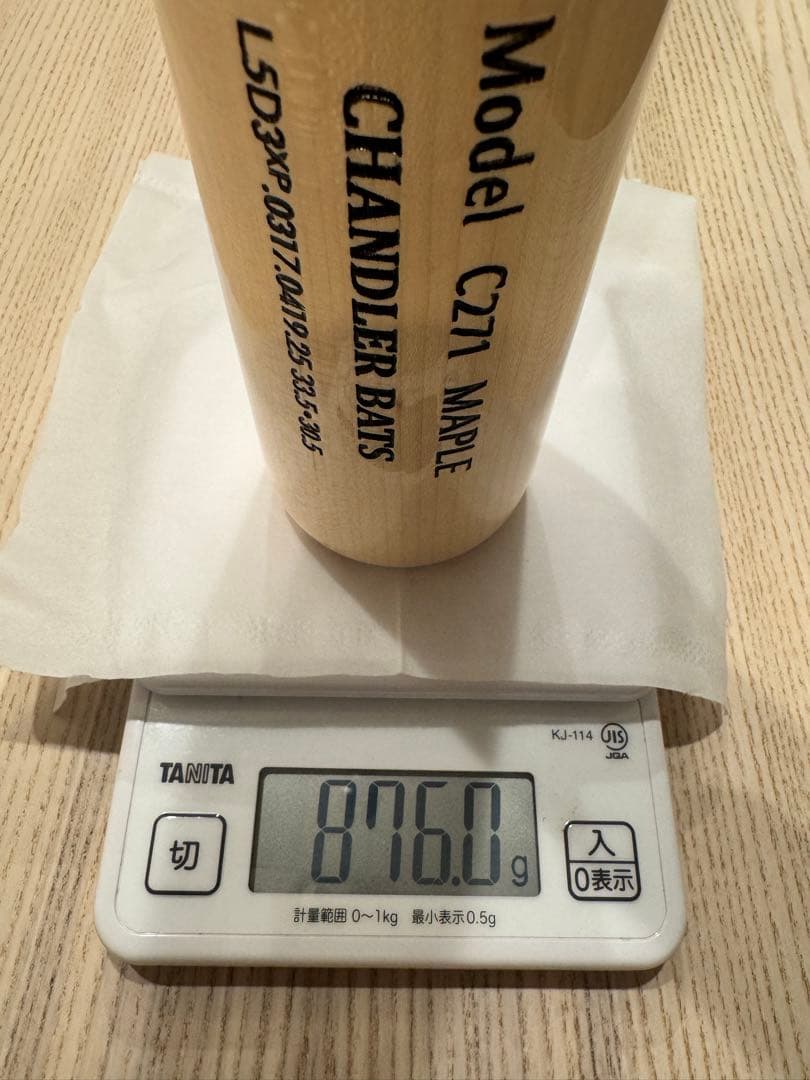 Model C271 MAPLE
CHANDLER BATS
L5D3XP.0317.0419.25 33.5•30.5
KJ-114 JIS
JQA
TANITA
876.0g
切
入
0表示
計量範囲 0～1kg 最小表示0.5g